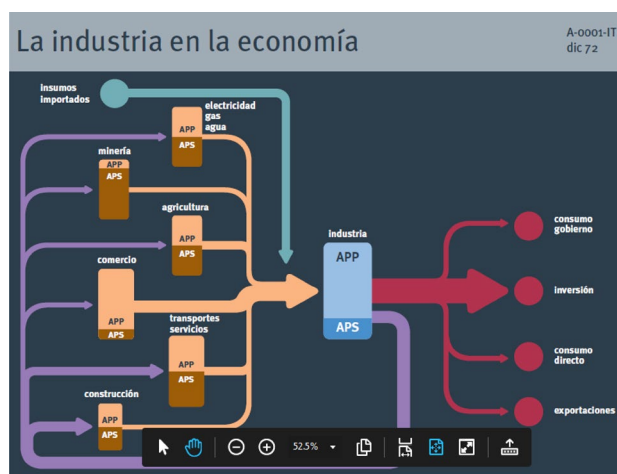 La industria en la economía
A-0001-IT
dic 72
insumos
importados
electricidad
gas
agua
APP
APS
minería
APP
APS
agricultura
APP
APS
industria
APP
APS
comercio
APP
APS
transportes
servicios
APP
APS
construcción
APP
APS
consumo
gobierno
inversión
consumo
directo
exportaciones
52.5%